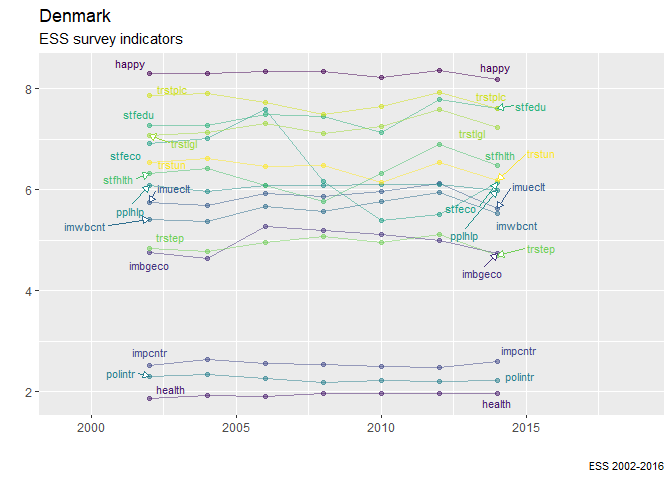 Denmark
ESS survey indicators
happy
happy
8
trstplc
trstplc
stfedu
stfedu
trstlgl
trstlgl
stfeco
trstun
trstun
stfhlth
stfhlth
6
imueclt
imueclt
pplhlp
stfeco
imwbcnt
imwbcnt
pplhlp
trstep
trstep
imbgeco
imbgeco
4
impcntr
impcntr
polintr
polintr
2
health
health
2000
2005
2010
2015
ESS 2002-2016